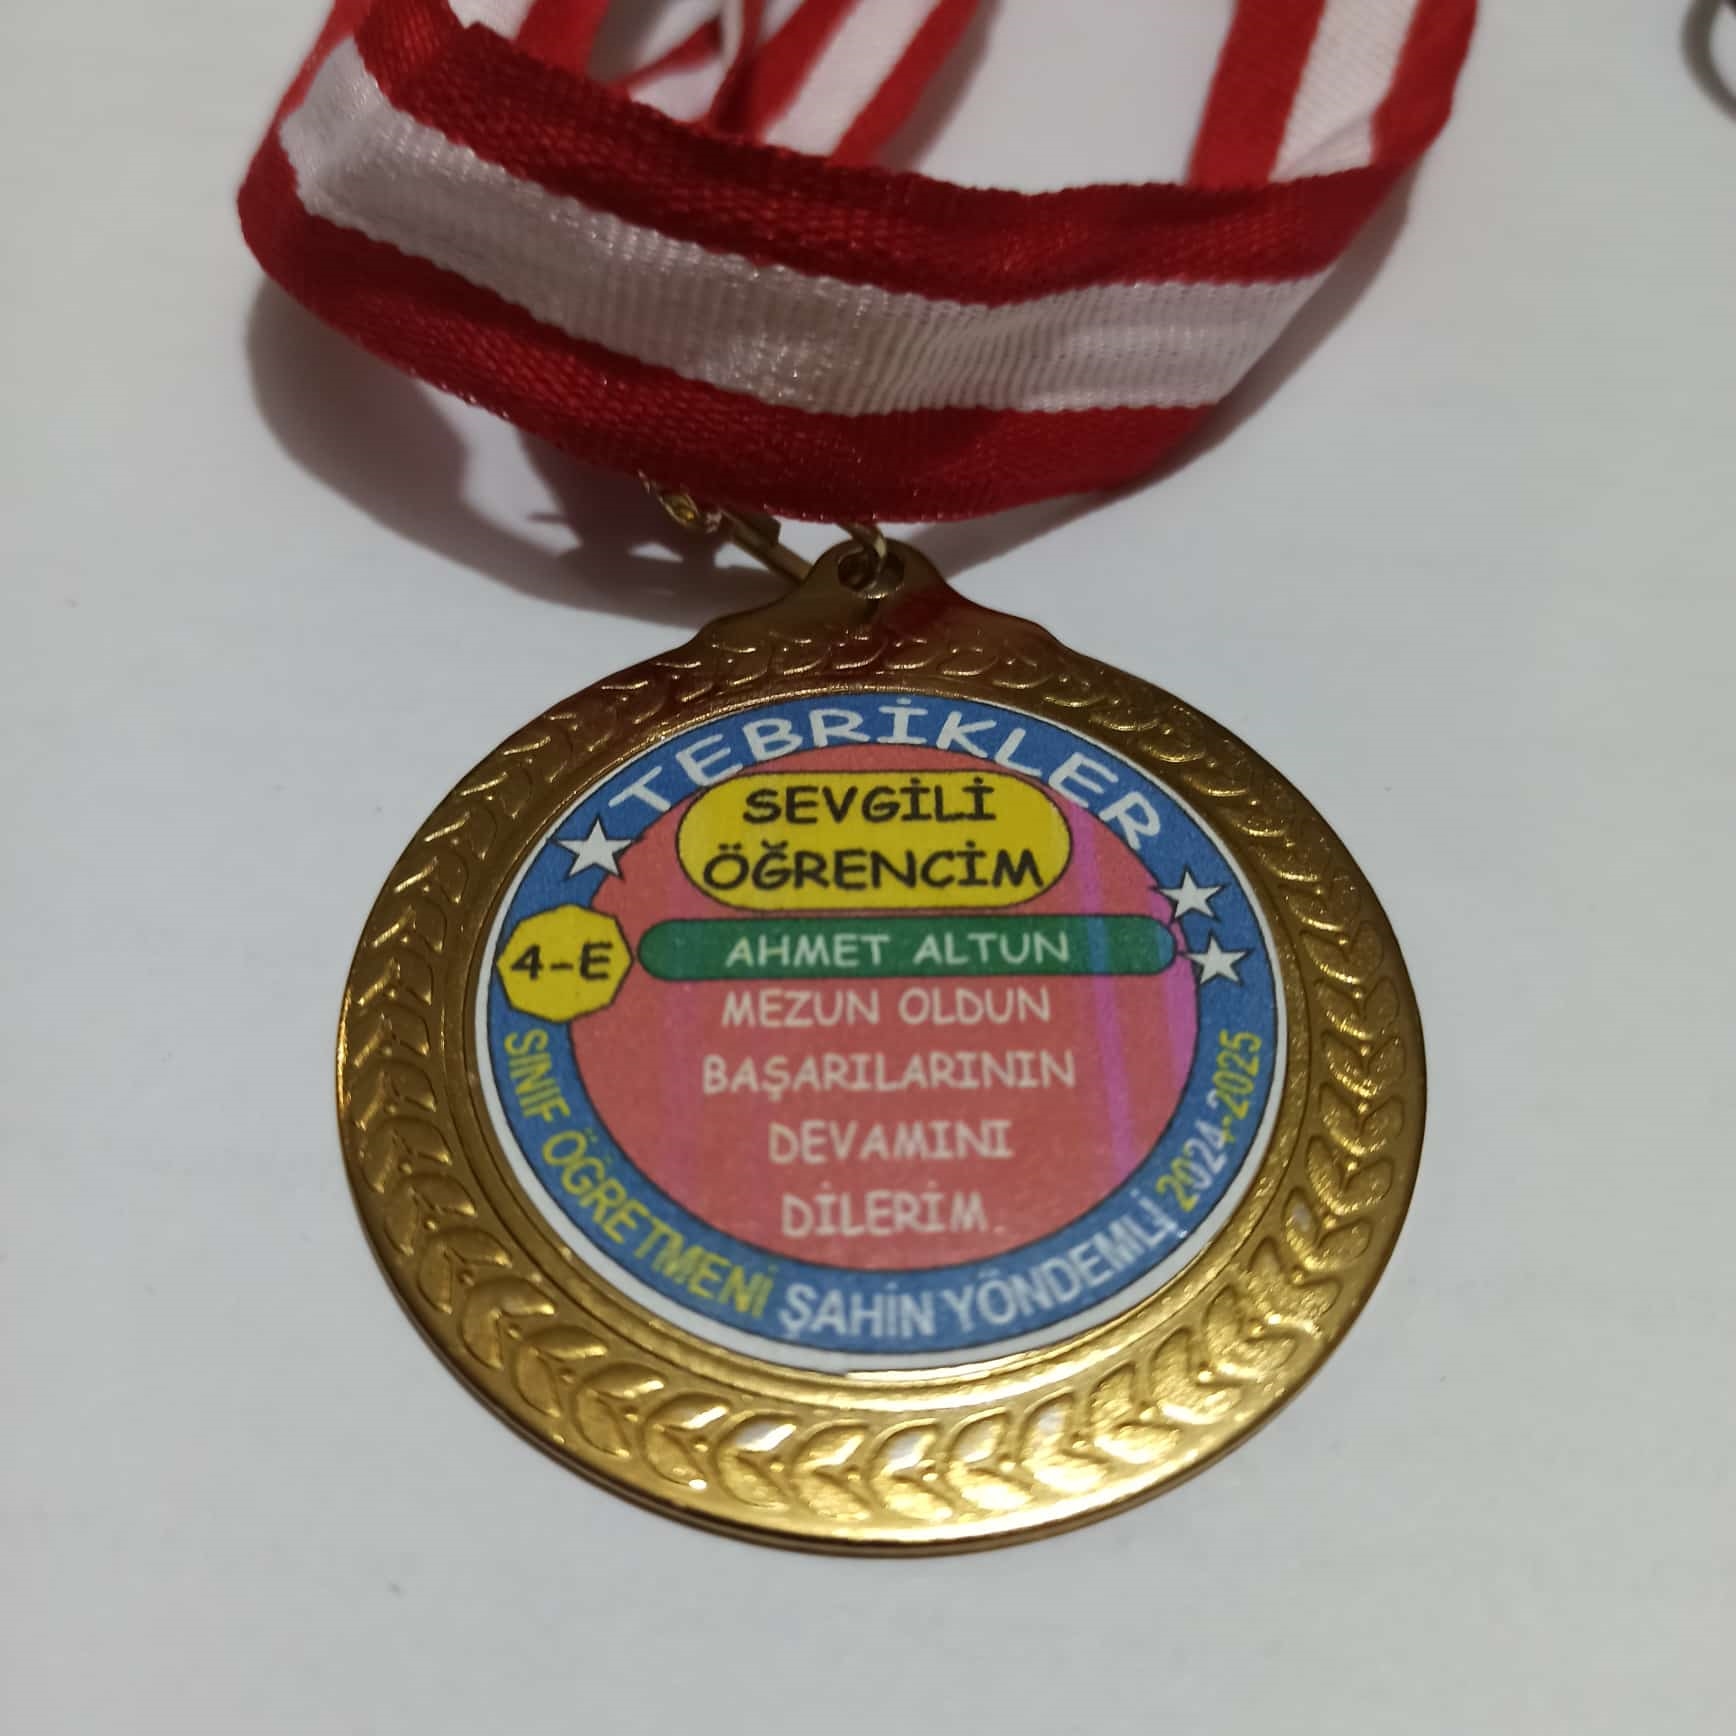 TEBRİKLER
SEVGİLİ
ÖĞRENCİM
4-E
AHMET ALTUN
MEZUN OLDUN
BAŞARILARININ
DEVAMINI
DİLERİM.
SINIF ÖĞRETMENİ ŞAHİN YÖNDEMLİ 2024-2025